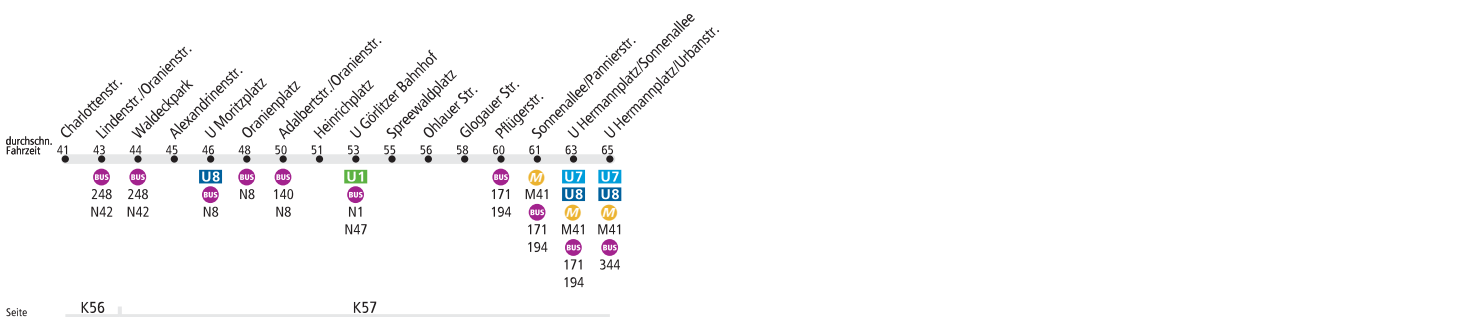 Charlottenstr.
Lindenstr./Oranienstr.
Waldeckpark
Alexandrinenstr.
U Moritzplatz
Oranienplatz
Adalbertstr./Oranienstr.
Heinrichplatz
U Görlitzer Bahnhof
Spreewaldplatz
Ohlauer Str.
Glogauer Str.
Pflügerstr.
Sonnenallee/Pannierstr.
U Hermannplatz/Sonnenallee
U Hermannplatz/Urbanstr.
durchschn.
Fahrzeit 41 43 44 45 46 48 50 51 53 55 56 58 60 61 63 65
BUS BUS U8 BUS BUS U1 BUS M U7 U7
248 248 BUS N8 140 BUS 171 M41 U8 U8
N42 N42 N8 N8 N1 194 BUS M M
N47 171 M41 M41
194 BUS BUS
171 344
194
Seite K56 K57